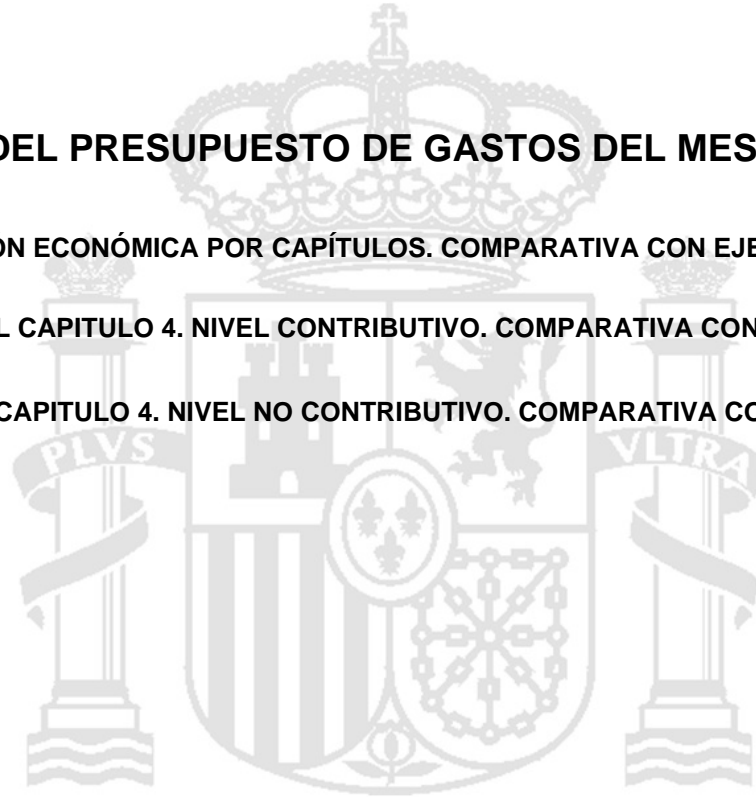 DEL PRESUPUESTO DE GASTOS DEL MES
ON ECONÓMICA POR CAPÍTULOS. COMPARATIVA CON EJE
L CAPITULO 4. NIVEL CONTRIBUTIVO. COMPARATIVA CON
CAPITULO 4. NIVEL NO CONTRIBUTIVO. COMPARATIVA CO
PLVS VLTRA